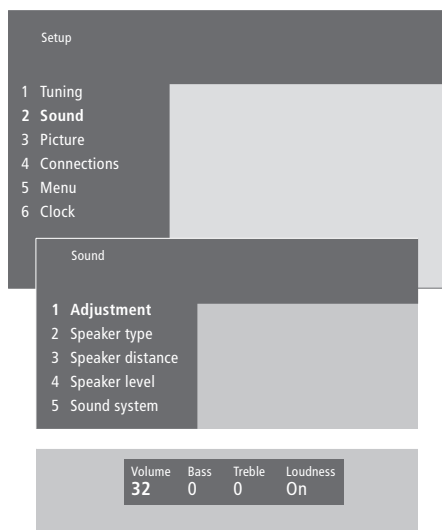 Setup
1 Tuning
2 Sound
3 Picture
4 Connections
5 Menu
6 Clock
Sound
1 Adjustment
2 Speaker type
3 Speaker distance
4 Speaker level
5 Sound system
Volume Bass Treble Loudness
32 0 0 On